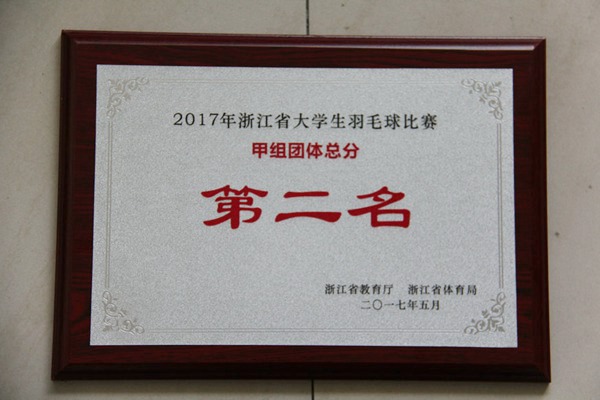 2017年浙江省大学生羽毛球比赛
甲组团体总分
第二名
浙江省教育厅 浙江省体育局
二〇一七年五月